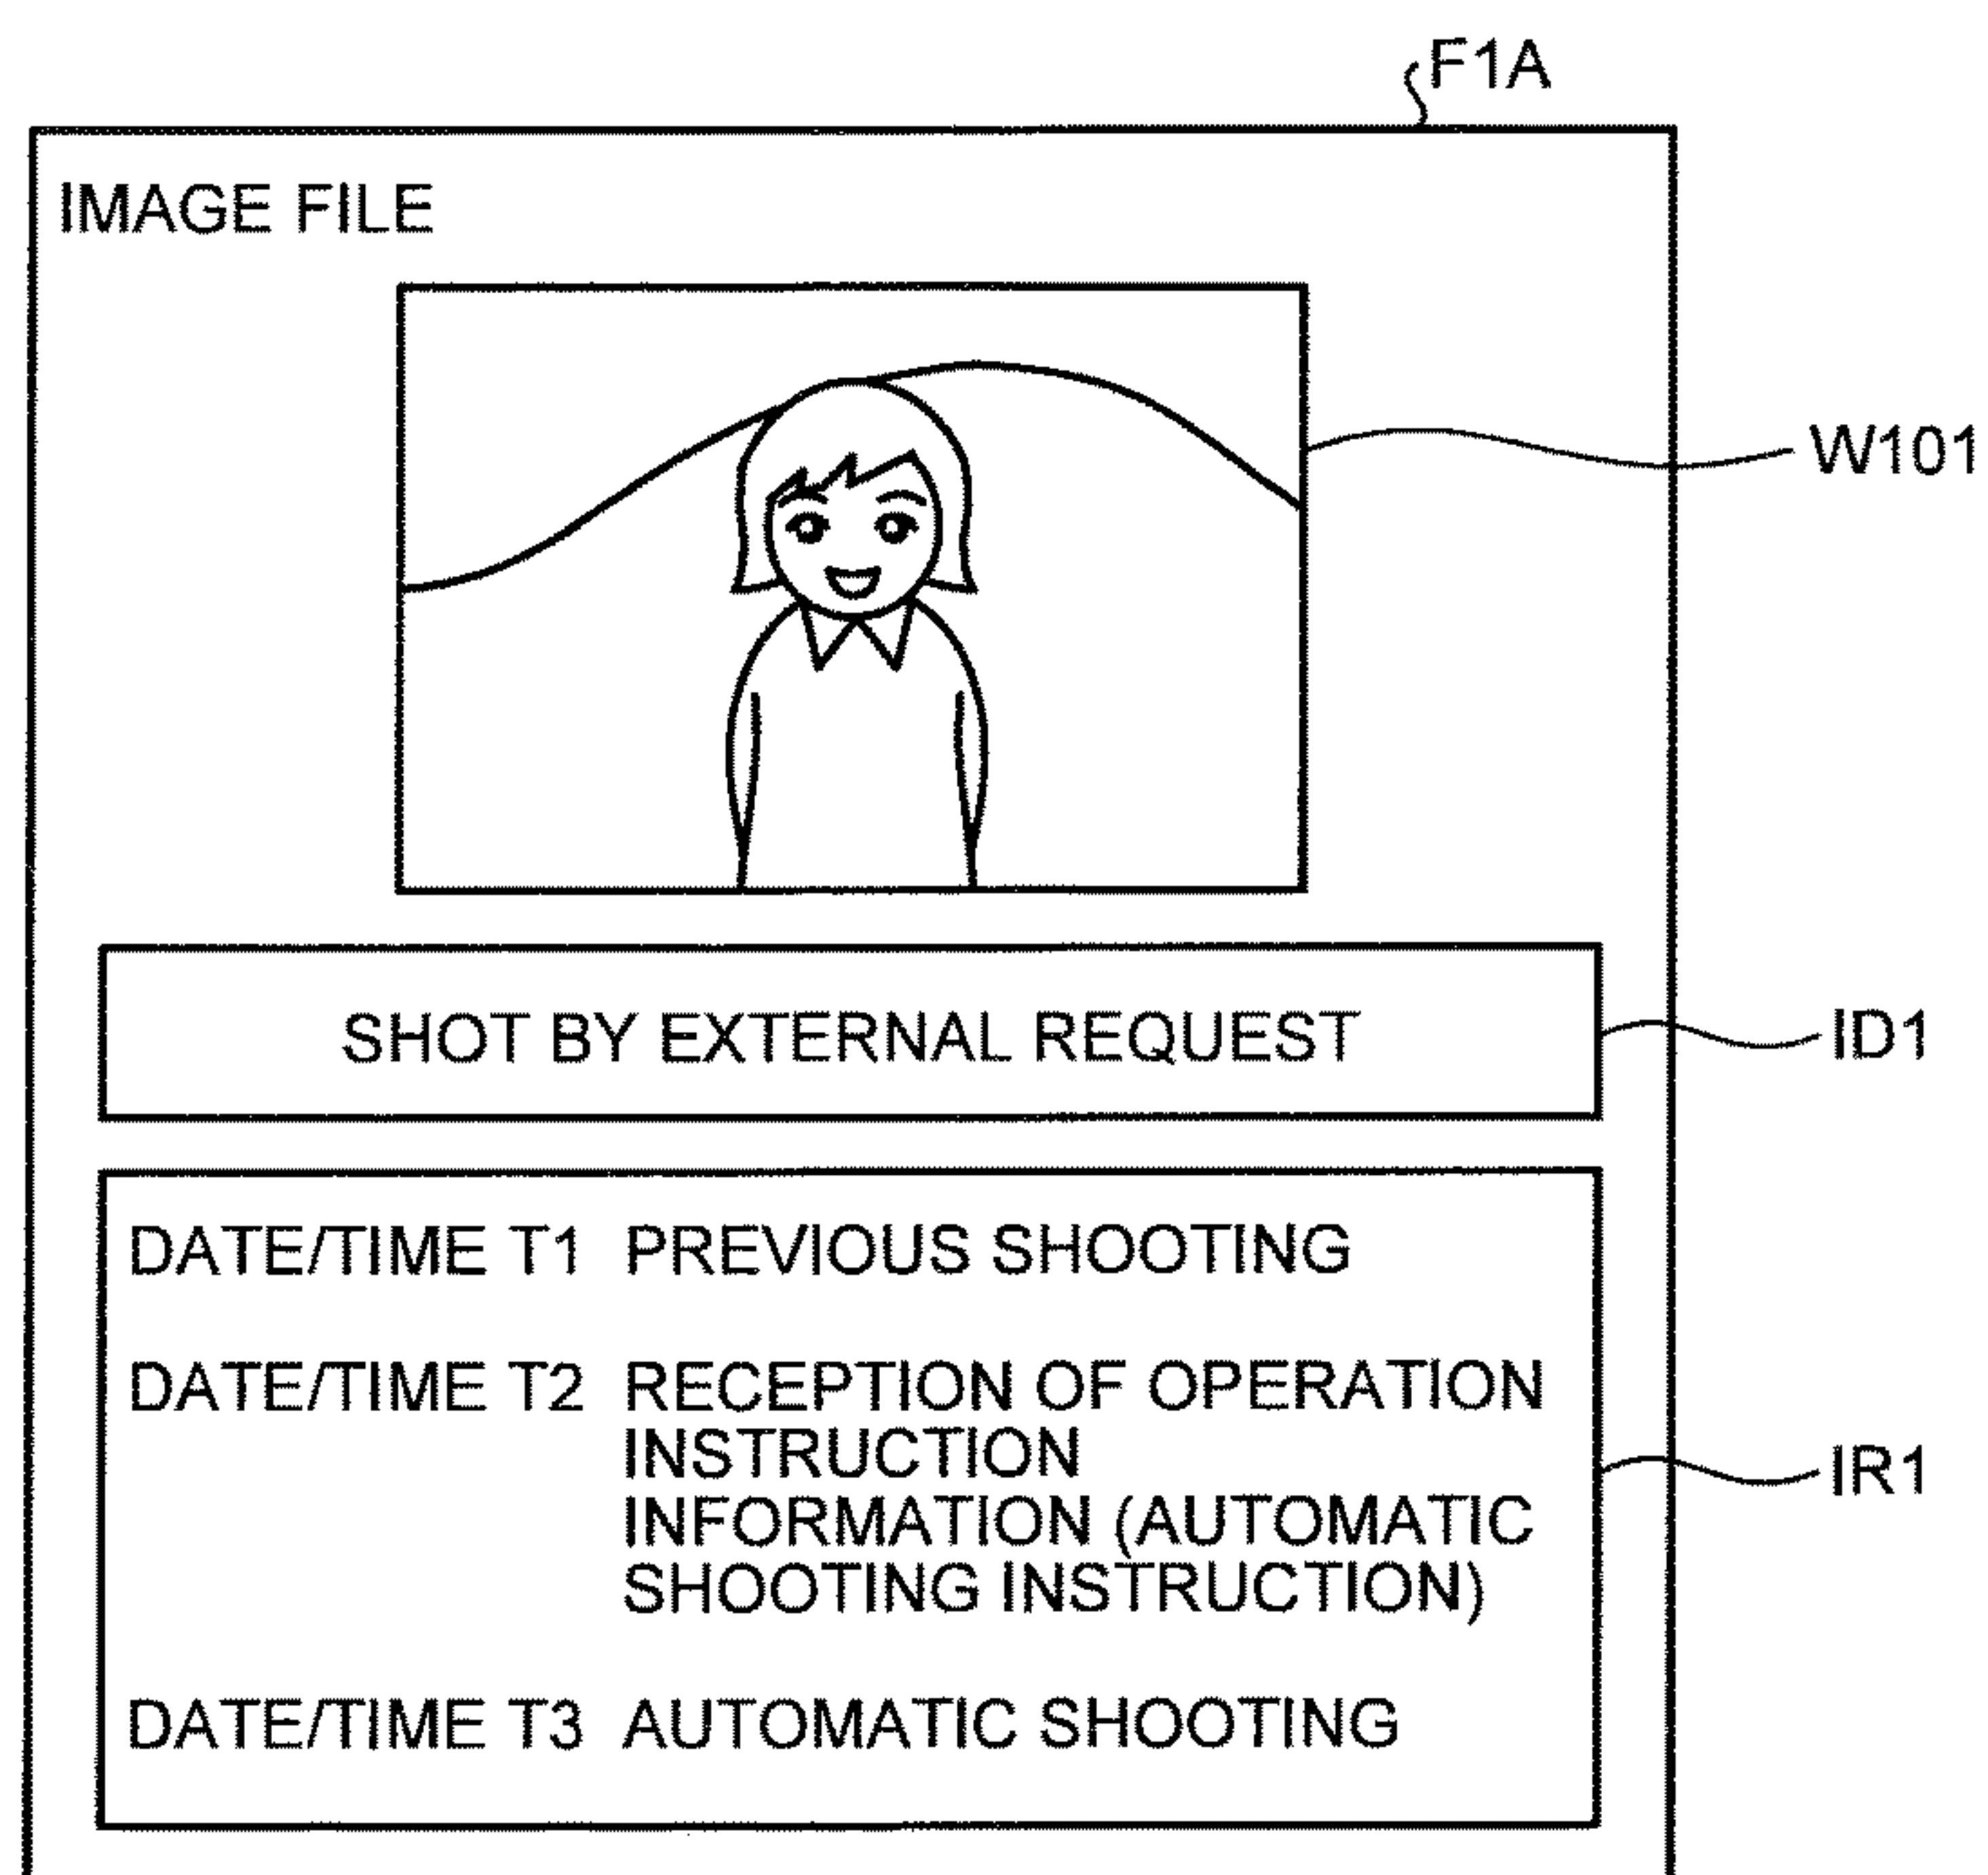 F1A
IMAGE FILE
W101
SHOT BY EXTERNAL REQUEST
ID1
DATE/TIME T1 PREVIOUS SHOOTING
DATE/TIME T2 RECEPTION OF OPERATION
INSTRUCTION
INFORMATION (AUTOMATIC
SHOOTING INSTRUCTION)
IR1
DATE/TIME T3 AUTOMATIC SHOOTING